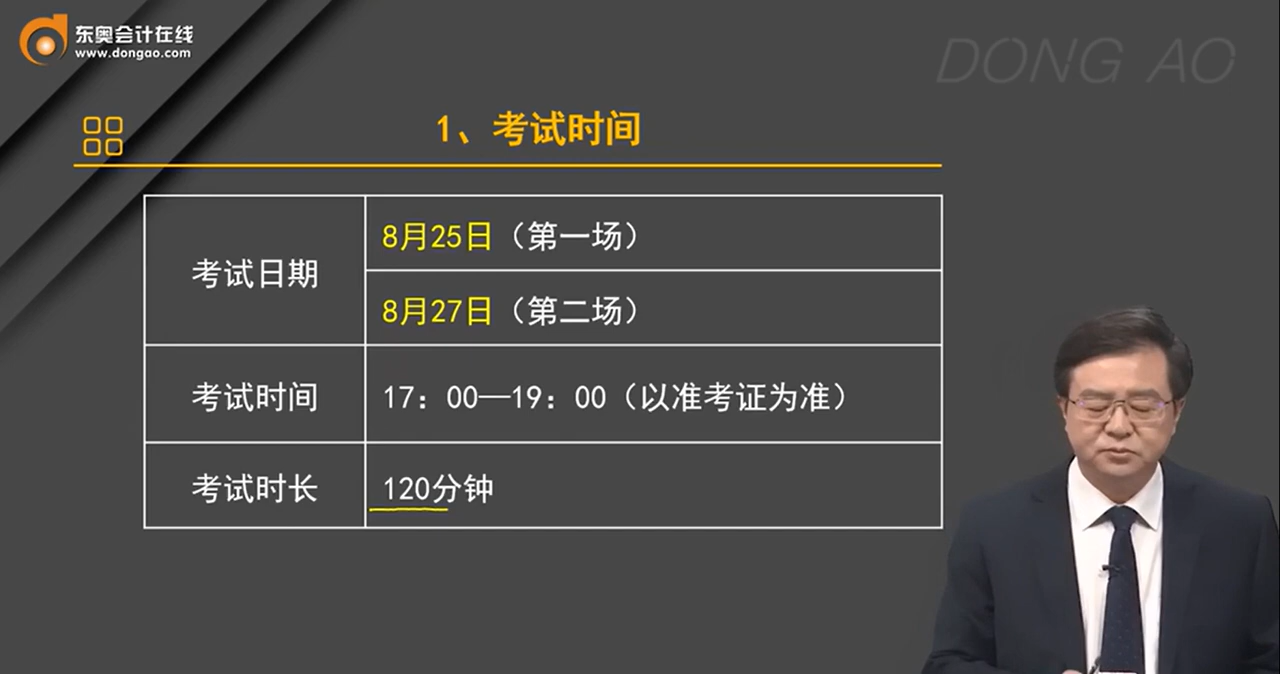 东奥会计在线
www.dongao.com
DONG AO
1、考试时间
考试日期
8月25日（第一场）
8月27日（第二场）
考试时间
17：00—19：00（以准考证为准）
考试时长
120分钟